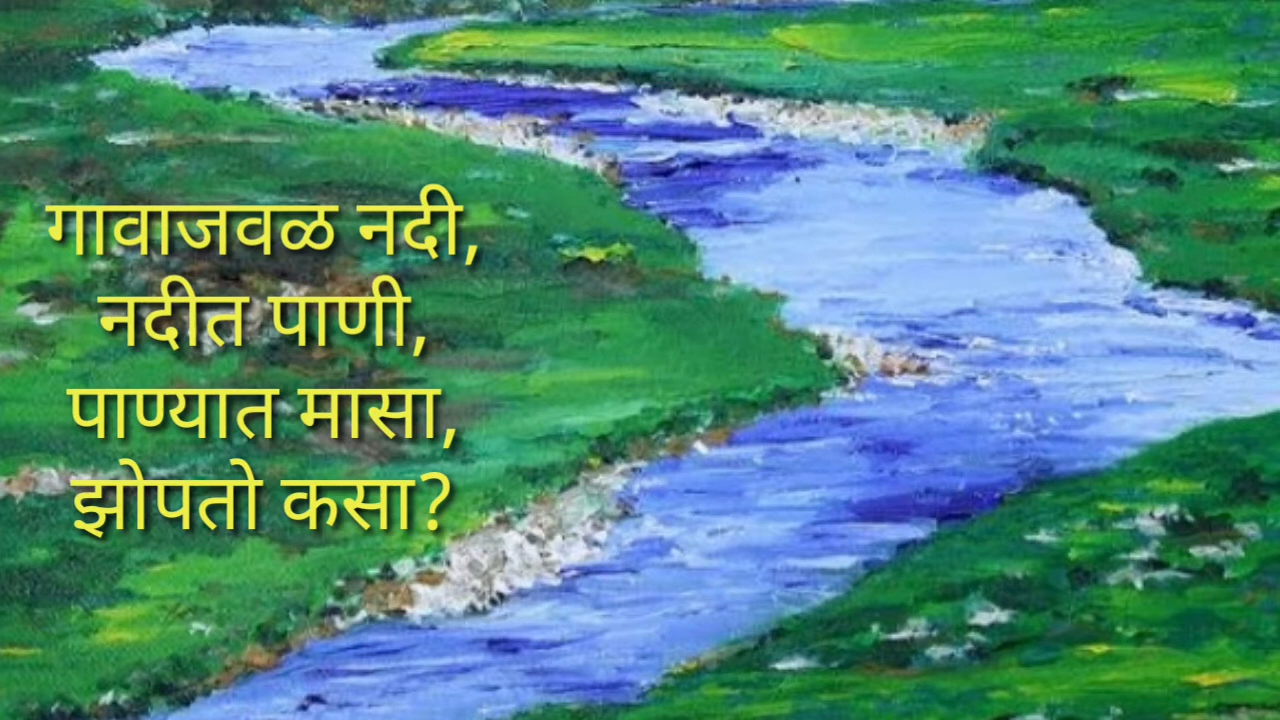 गावाजवळ नदी,
नदीत पाणी,
पाण्यात मासा,
झोपतो कसा?